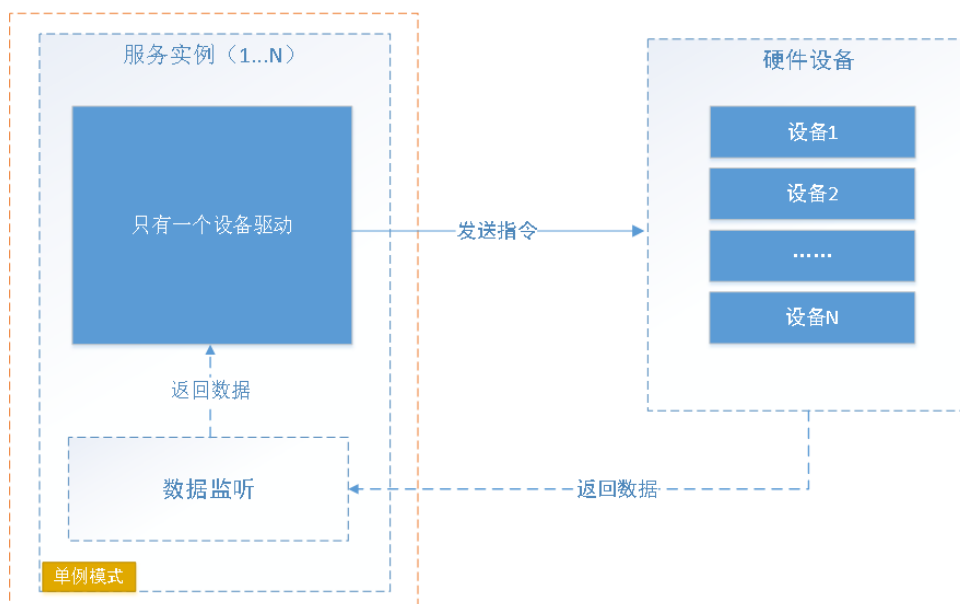 服务实例（1...N）
只有一个设备驱动
返回数据
数据监听
单例模式
发送指令
返回数据
硬件设备
设备1
设备2
……
设备N